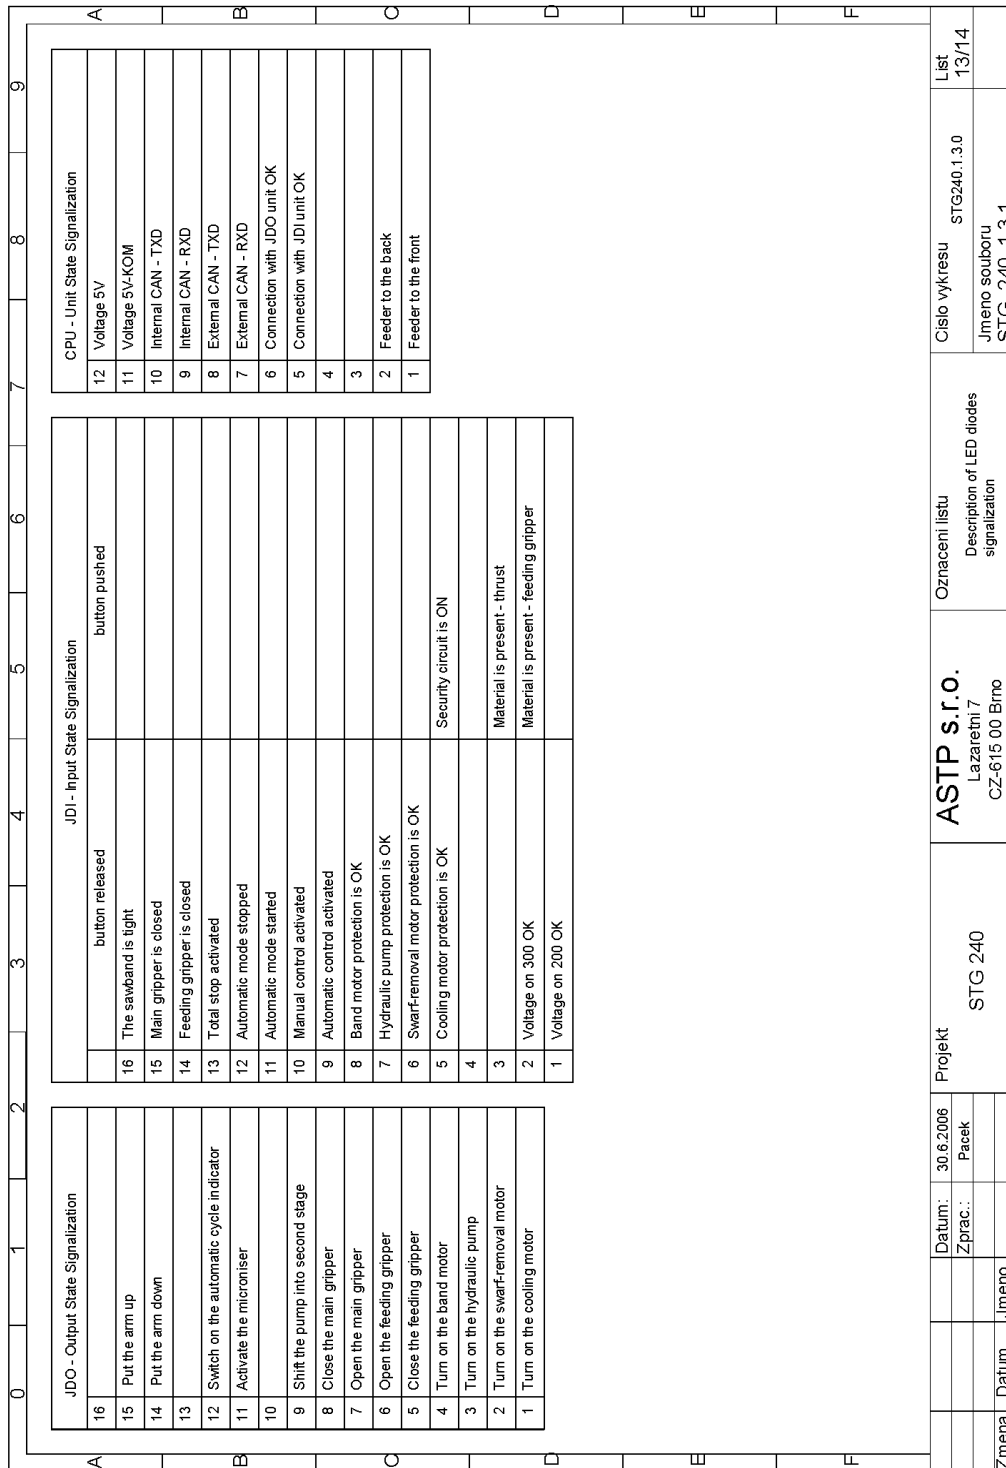 0 1 2 3 4 5 6 7 8 9
A
B
C
D
E
F
JDO - Output State Signalization
16
15 Put the arm up
14 Put the arm down
13
12 Switch on the automatic cycle indicator
11 Activate the microniser
10
9 Shift the pump into second stage
8 Close the main gripper
7 Open the main gripper
6 Open the feeding gripper
5 Close the feeding gripper
4 Turn on the band motor
3 Turn on the hydraulic pump
2 Turn on the swarf-removal motor
1 Turn on the cooling motor
JDI - Input State Signalization
button released button pushed
16 The sawband is tight
15 Main gripper is closed
14 Feeding gripper is closed
13 Total stop activated
12 Automatic mode stopped
11 Automatic mode started
10 Manual control activated
9 Automatic control activated
8 Band motor protection is OK
7 Hydraulic pump protection is OK
6 Swarf-removal motor protection is OK
5 Cooling motor protection is OK Security circuit is ON
4
3 Material is present - thrust
2 Voltage on 300 OK Material is present - feeding gripper
1 Voltage on 200 OK
CPU - Unit State Signalization
12 Voltage 5V
11 Voltage 5V-KOM
10 Internal CAN - TXD
9 Internal CAN - RXD
8 External CAN - TXD
7 External CAN - RXD
6 Connection with JDO unit OK
5 Connection with JDI unit OK
4
3
2 Feeder to the back
1 Feeder to the front
A
B
C
D
E
F
Zmena Datum Jmeno
Datum: 30.6.2006
Zprac.: Pacek
Projekt
STG 240
ASTP s.r.o.
Lazaretni 7
CZ-615 00 Brno
Oznaceni listu
Description of LED diodes
signalization
Cislo vykresu
STG240.1.3.0
Jmeno souboru
STG_240_1.3.1
List
13/14